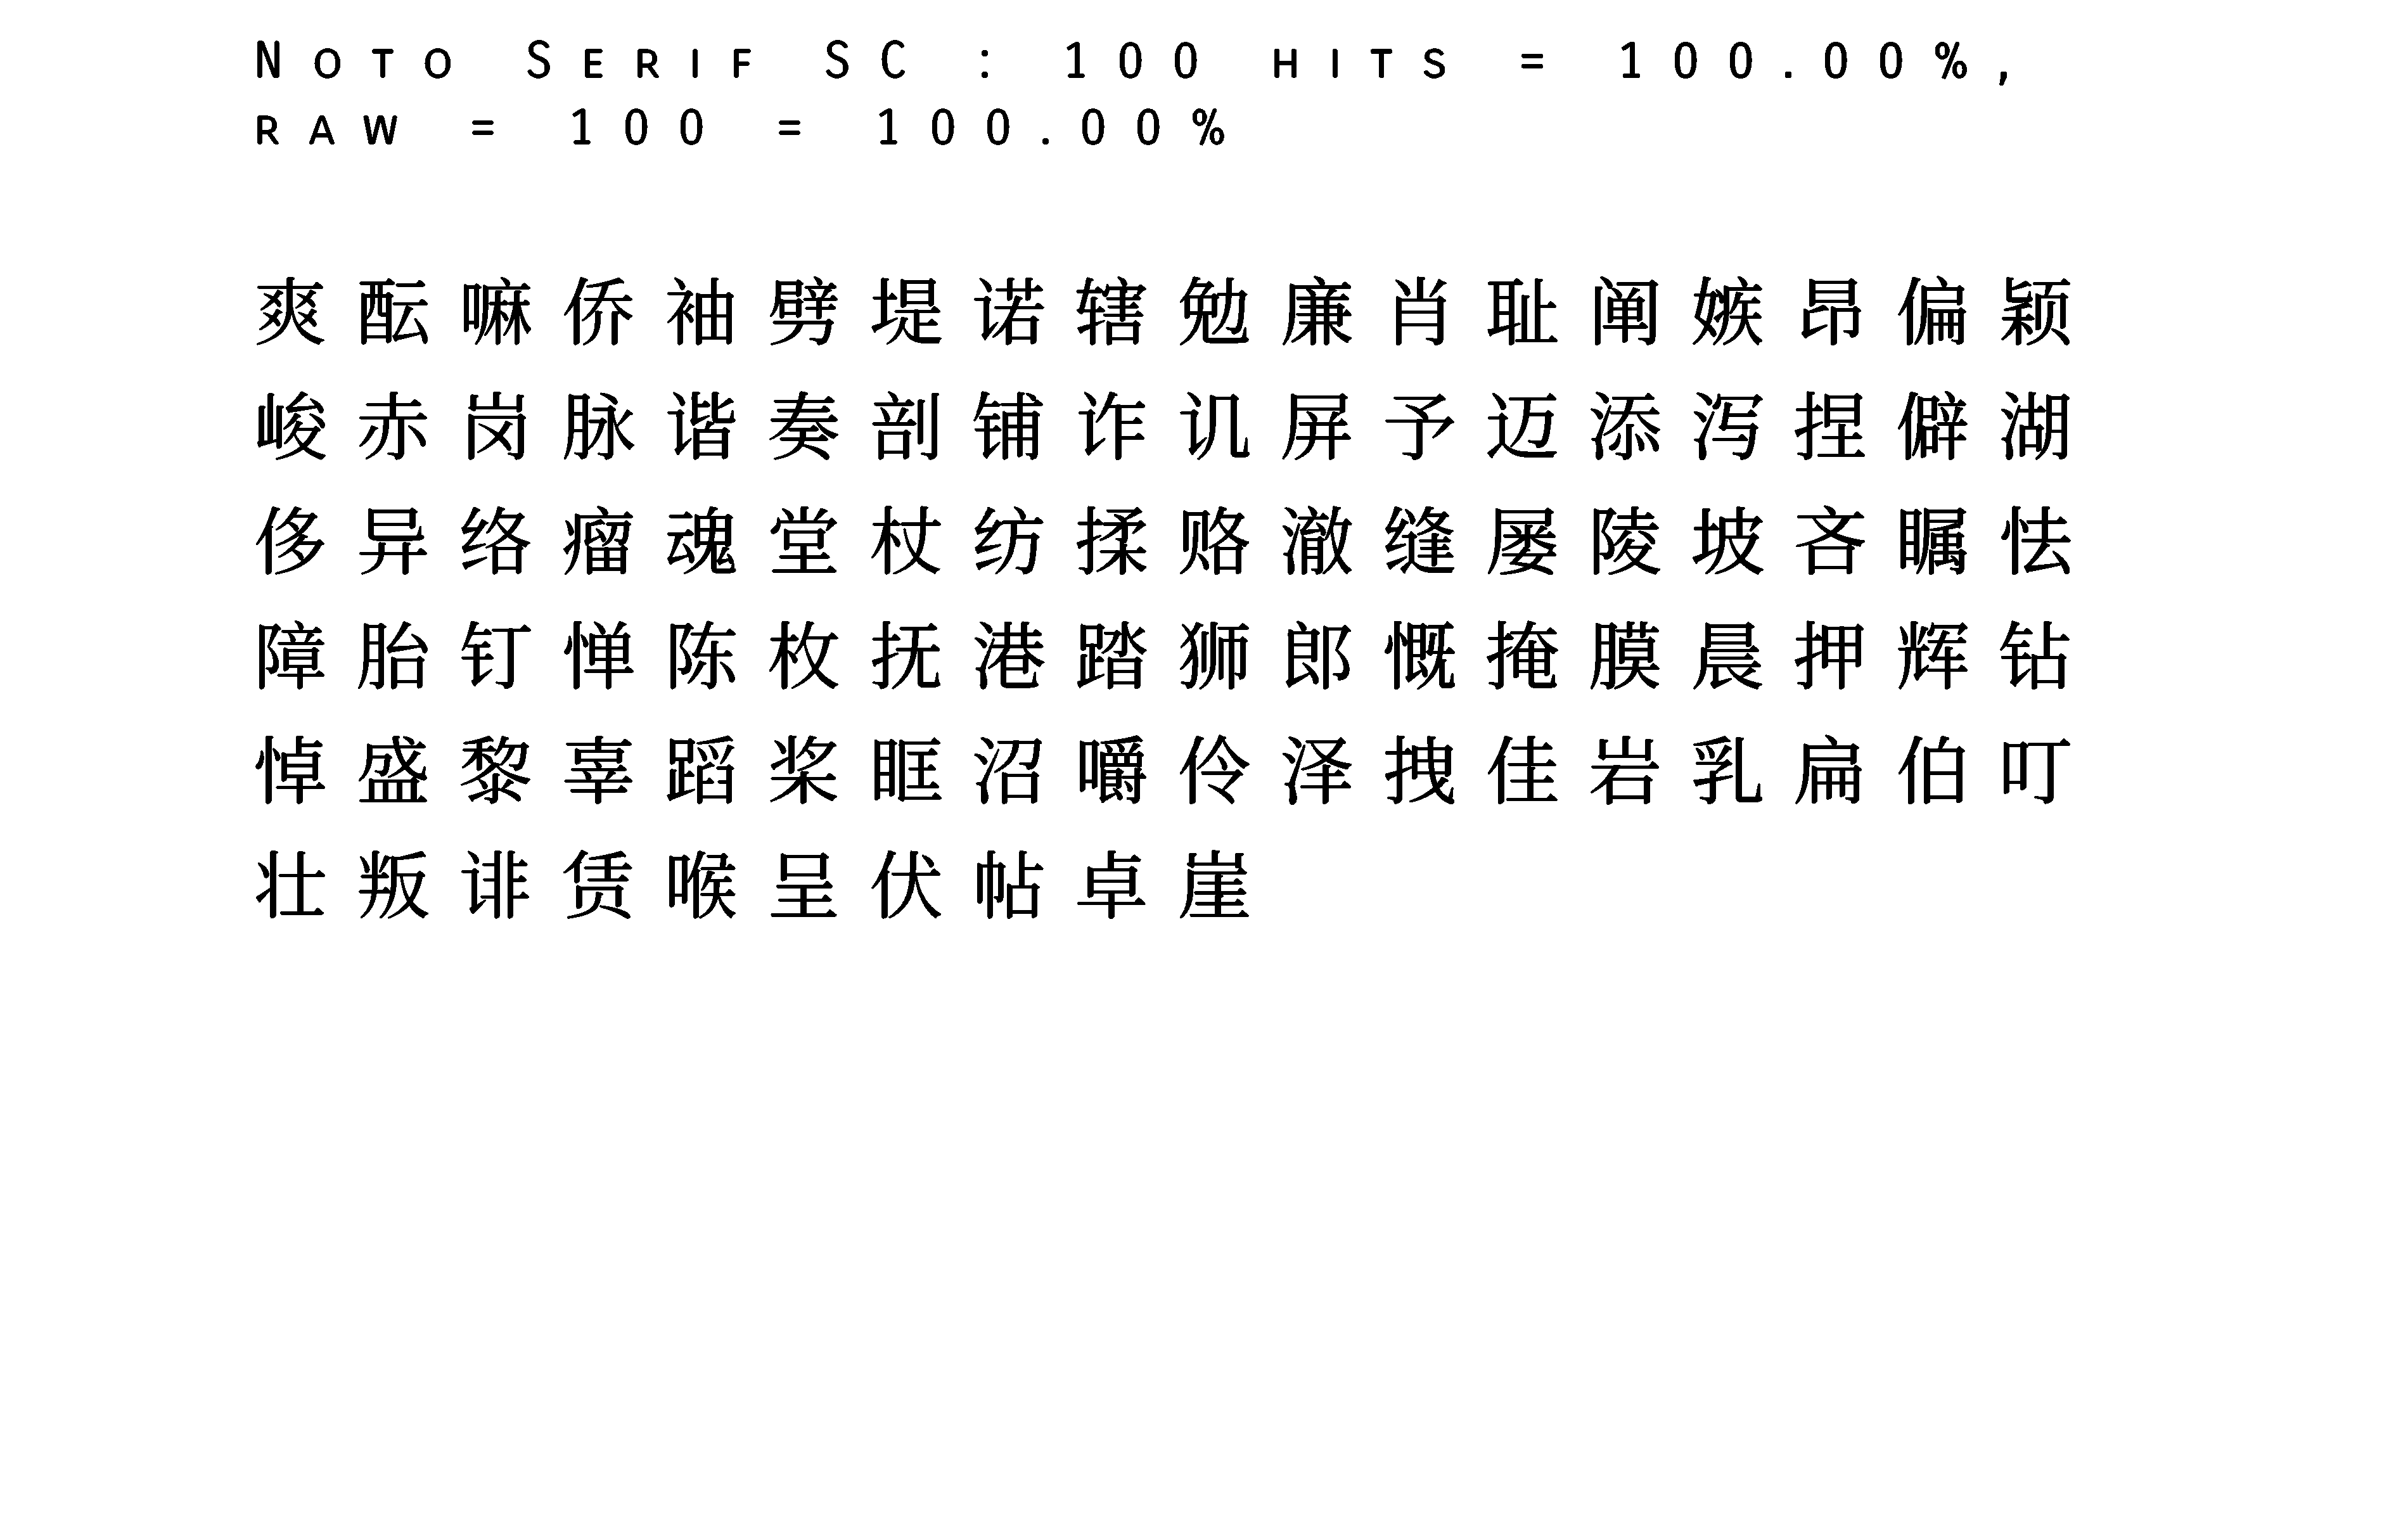 Noto Serif SC : 100 hits = 100.00%,
raw = 100 = 100.00%
爽酝嘛侨袖劈堤诺辖勉廉肖耻阐嫉昂偏颖
峻赤岗脉谐奏剖铺诈讥屏予迈添泻捏僻湖
侈异络瘤魂堂杖纺揉赂澈缝屡陵坡吝瞩怯
障胎钉惮陈枚抚港踏狮郎慨掩膜晨押辉钻
悼盛黎辜蹈桨眶沼嚼伶泽拽佳岩乳扁伯叮
壮叛诽赁喉呈伏帖卓崖